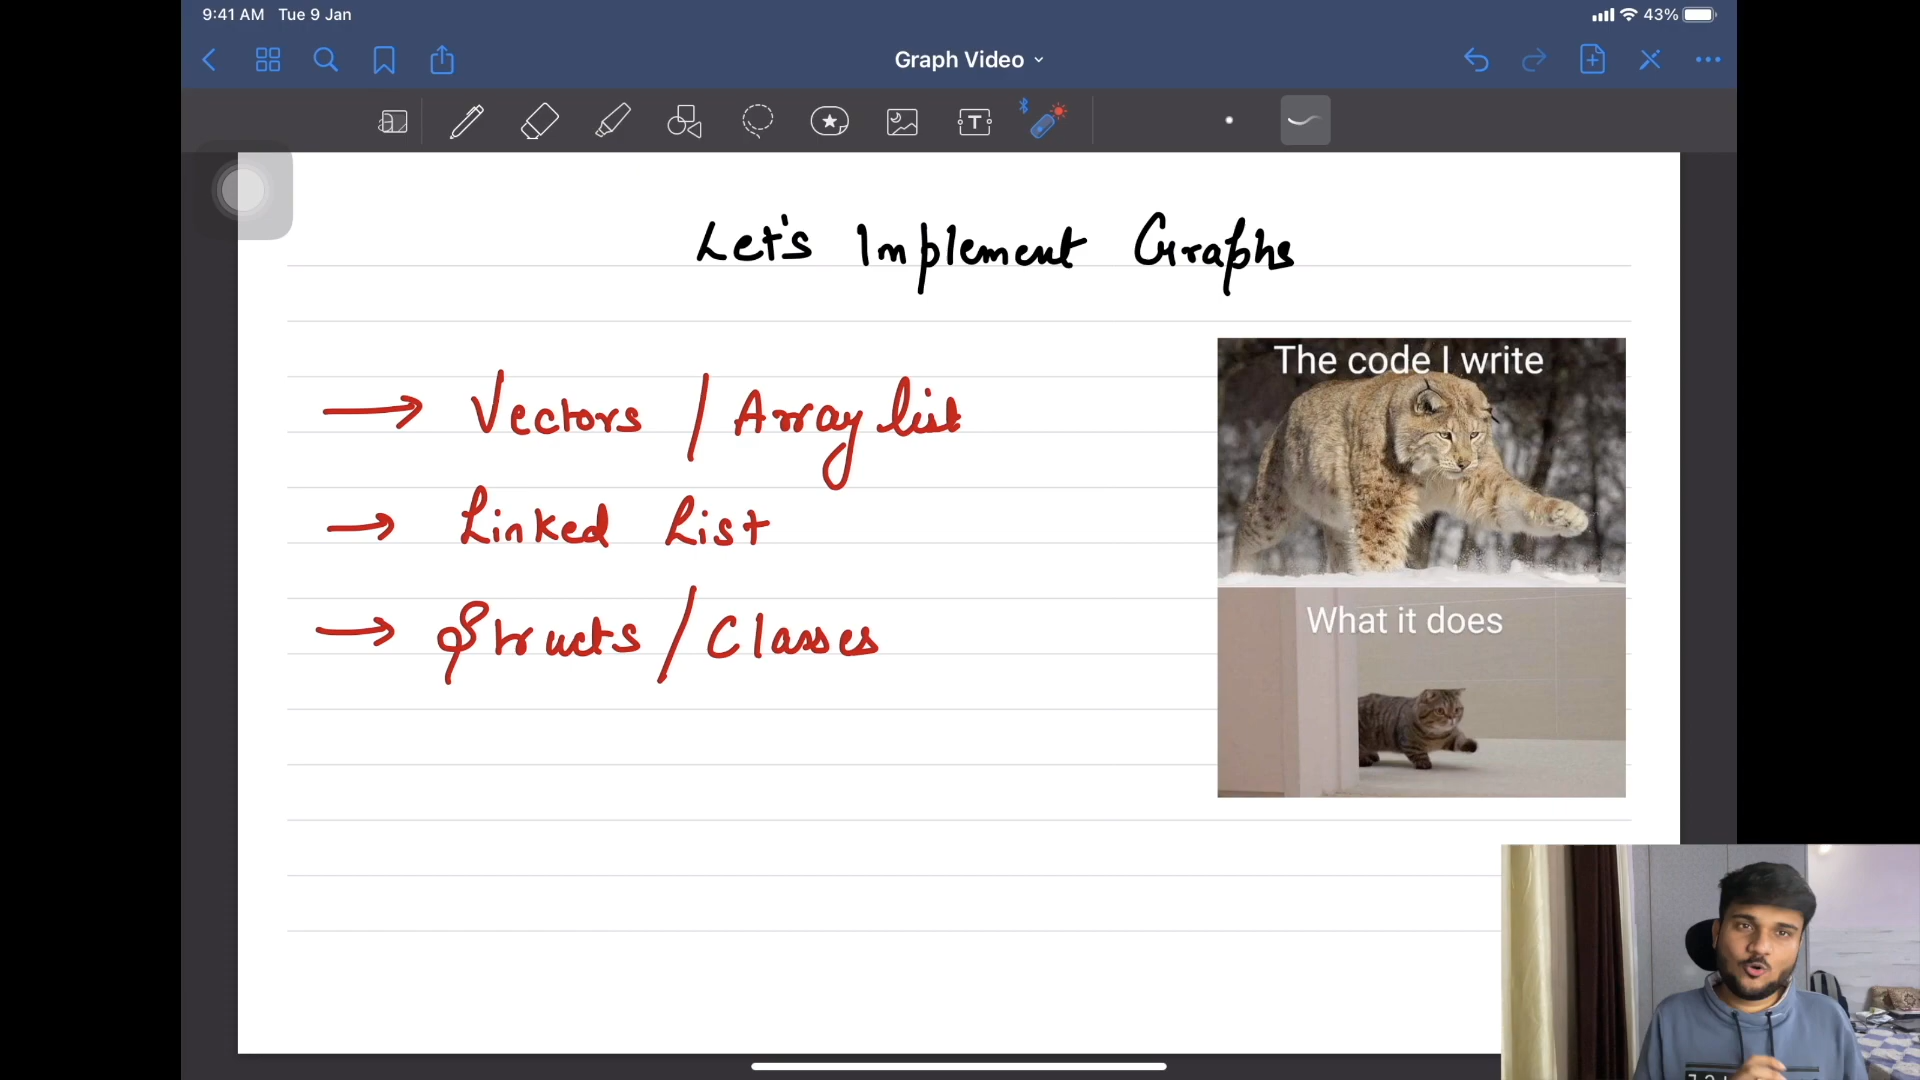 9:41 AM Tue 9 Jan 43%
Graph Video
T
Let's Implement Graphs
The code I write
→ Vectors / Array list
→ Linked List
→ Structs / Classes
What it does